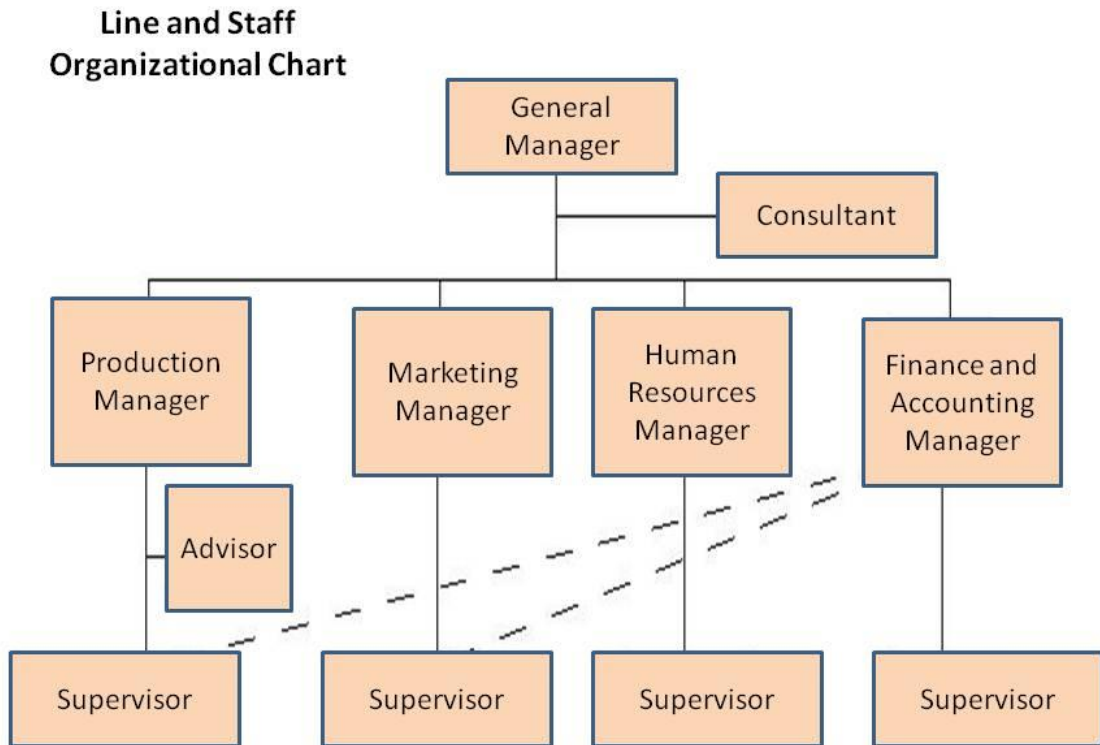 Line and Staff
Organizational Chart
General
Manager
Consultant
Production
Manager
Marketing
Manager
Human
Resources
Manager
Finance and
Accounting
Manager
Advisor
Supervisor
Supervisor
Supervisor
Supervisor